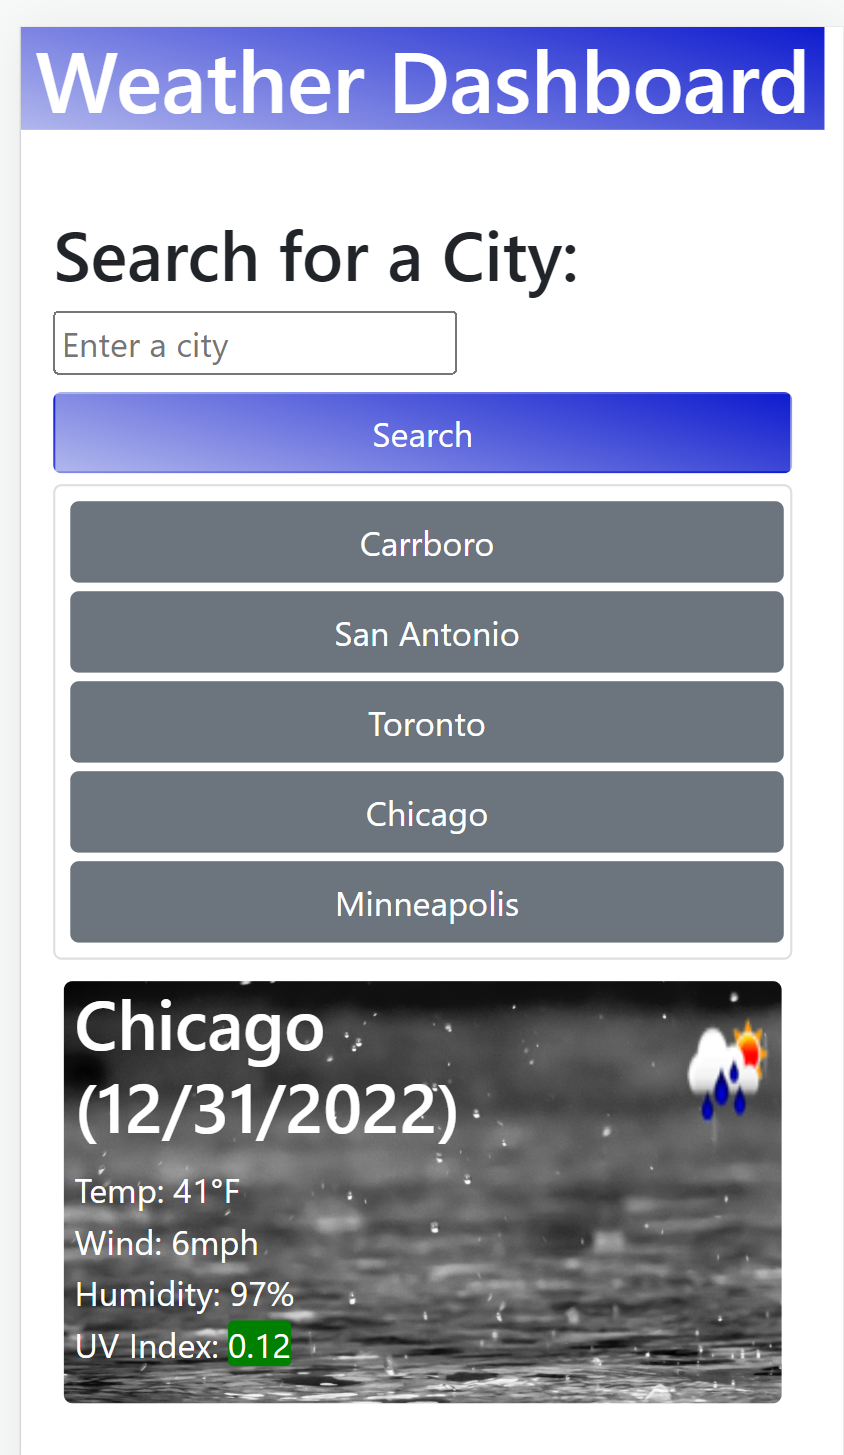 Weather Dashboard
Search for a City:
Enter a city
Search
Carrboro
San Antonio
Toronto
Chicago
Minneapolis
Chicago
(12/31/2022)
Temp: 41°F
Wind: 6mph
Humidity: 97%
UV Index: 0.12